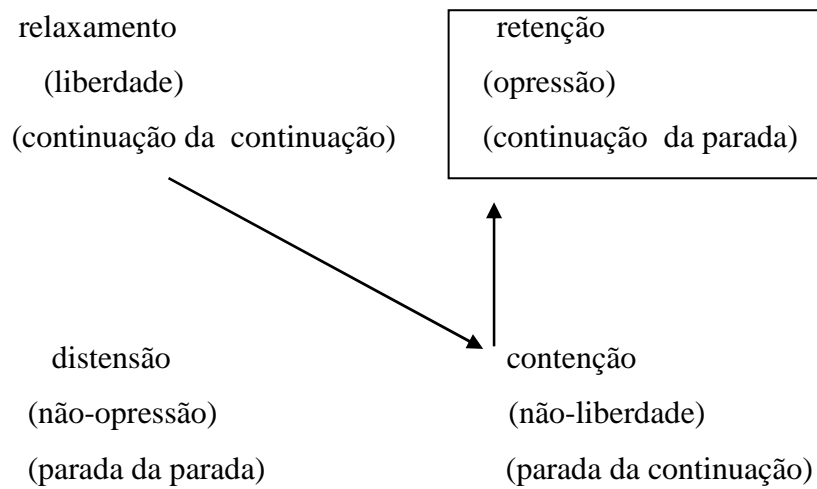 relaxamento
(liberdade)
(continuação da continuação)
retenção
(opressão)
(continuação da parada)
distensão
(não-opressão)
(parada da parada)
contenção
(não-liberdade)
(parada da continuação)